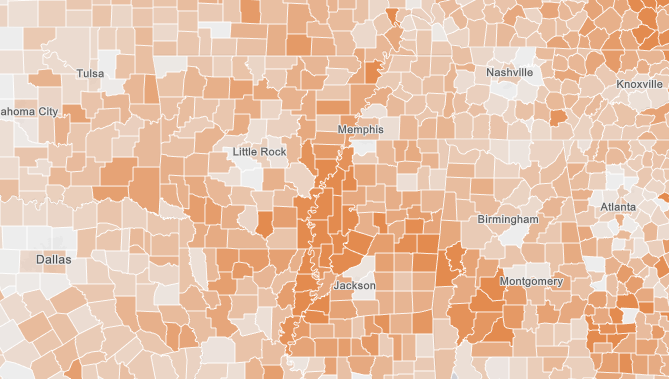 Nashville
Tulsa
Knoxville
ahoma City
Memphis
Little Rock
Atlanta
Birmingham
Dallas
Montgomery
Jackson